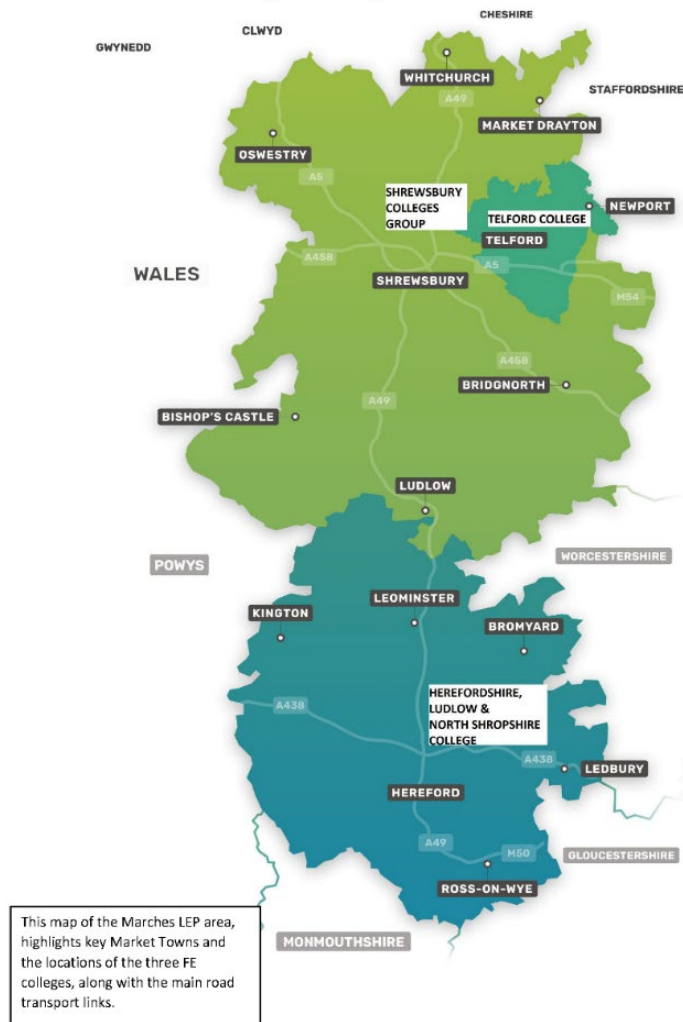 CHESHIRE
CLWYD
GWYNEDD
WHITCHURCH
STAFFORDSHIRE
A49
MARKET DRAYTON
OSWESTRY
A5
SHREWSBURY
COLLEGES
GROUP
NEWPORT
TELFORD COLLEGE
TELFORD
A458
A5
WALES
SHREWSBURY
M54
A458
BRIDGNORTH
A49
BISHOP'S CASTLE
LUDLOW
WORCESTERSHIRE
POWYS
LEOMINSTER
KINGTON
BROMYARD
HEREFORDSHIRE,
LUDLOW &
NORTH SHROPSHIRE
COLLEGE
A438
A438
LEDBURY
HEREFORD
A49
M50
GLOUCESTERSHIRE
ROSS-ON-WYE
This map of the Marches LEP area,
highlights key Market Towns and
the locations of the three FE
colleges, along with the main road
transport links.
MONMOUTHSHIRE